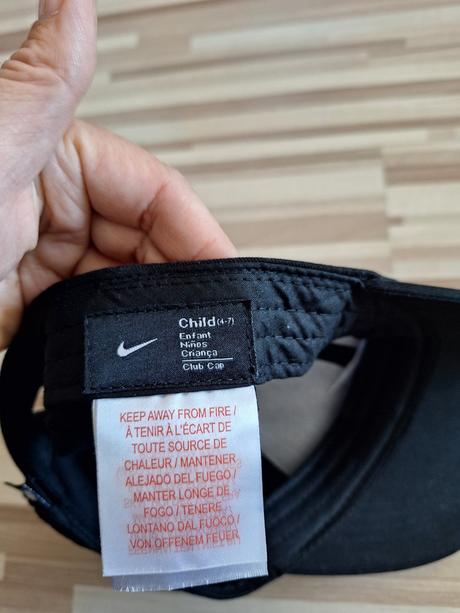 Child(4-7)
Enfant
Niños
Criança
Club Cap
KEEP AWAY FROM FIRE /
À TENIR À L'ÉCART DE
TOUTE SOURCE DE
CHALEUR / MANTENER
ALEJADO DEL FUEGO /
MANTER LONGE DE
FOGO / TENERE
LONTANO DAL FUOCO /
VON OFFENEM FEUER